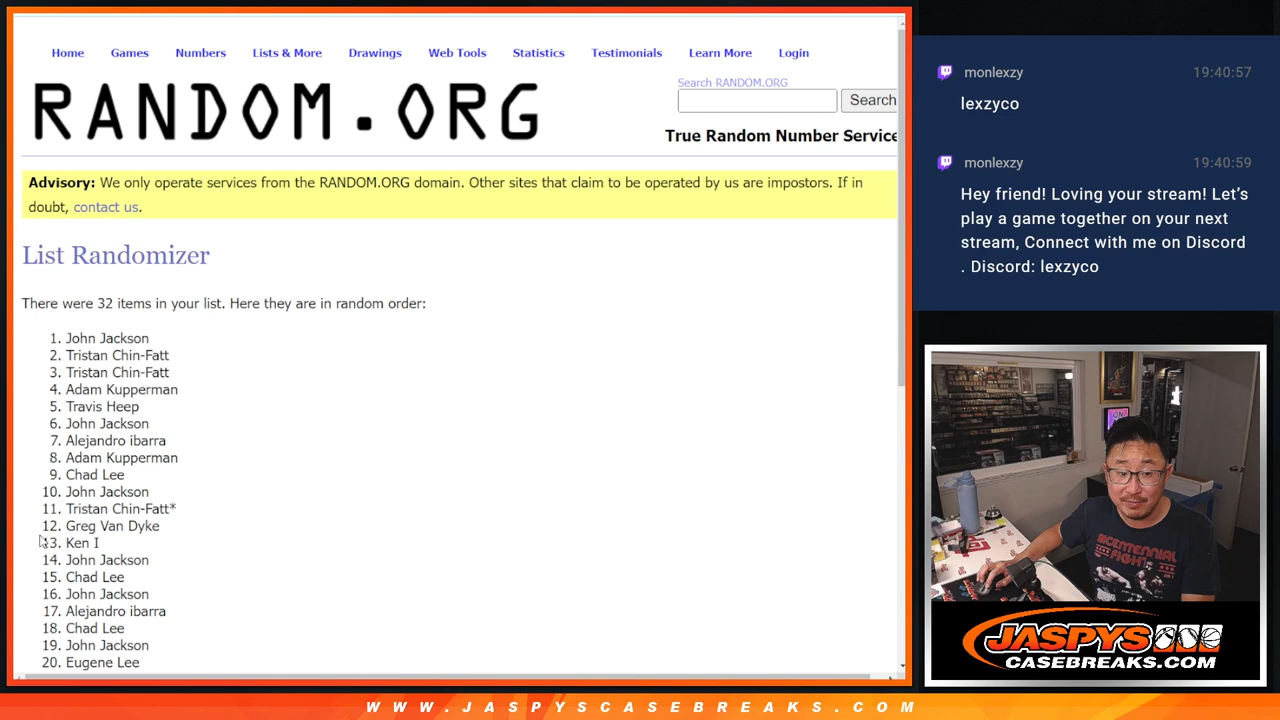 Home Games Numbers Lists & More Drawings Web Tools Statistics Testimonials Learn More Login
RANDOM.ORG
Search RANDOM.ORG
Search
True Random Number Service
Advisory: We only operate services from the RANDOM.ORG domain. Other sites that claim to be operated by us are impostors. If in
doubt, contact us.
List Randomizer
There were 32 items in your list. Here they are in random order:
1. John Jackson
2. Tristan Chin-Fatt
3. Tristan Chin-Fatt
4. Adam Kupperman
5. Travis Heep
6. John Jackson
7. Alejandro ibarra
8. Adam Kupperman
9. Chad Lee
10. John Jackson
11. Tristan Chin-Fatt*
12. Greg Van Dyke
13. Ken I
14. John Jackson
15. Chad Lee
16. John Jackson
17. Alejandro ibarra
18. Chad Lee
19. John Jackson
20. Eugene Lee
monlexzy 19:40:57
lexzyco
monlexzy 19:40:59
Hey friend! Loving your stream! Let’s
play a game together on your next
stream, Connect with me on Discord
. Discord: lexzyco
BICENTENNIAL
FIGHT
JASPYS
CASEBREAKS.COM
WWW.JASPYSCASEBREAKS.COM